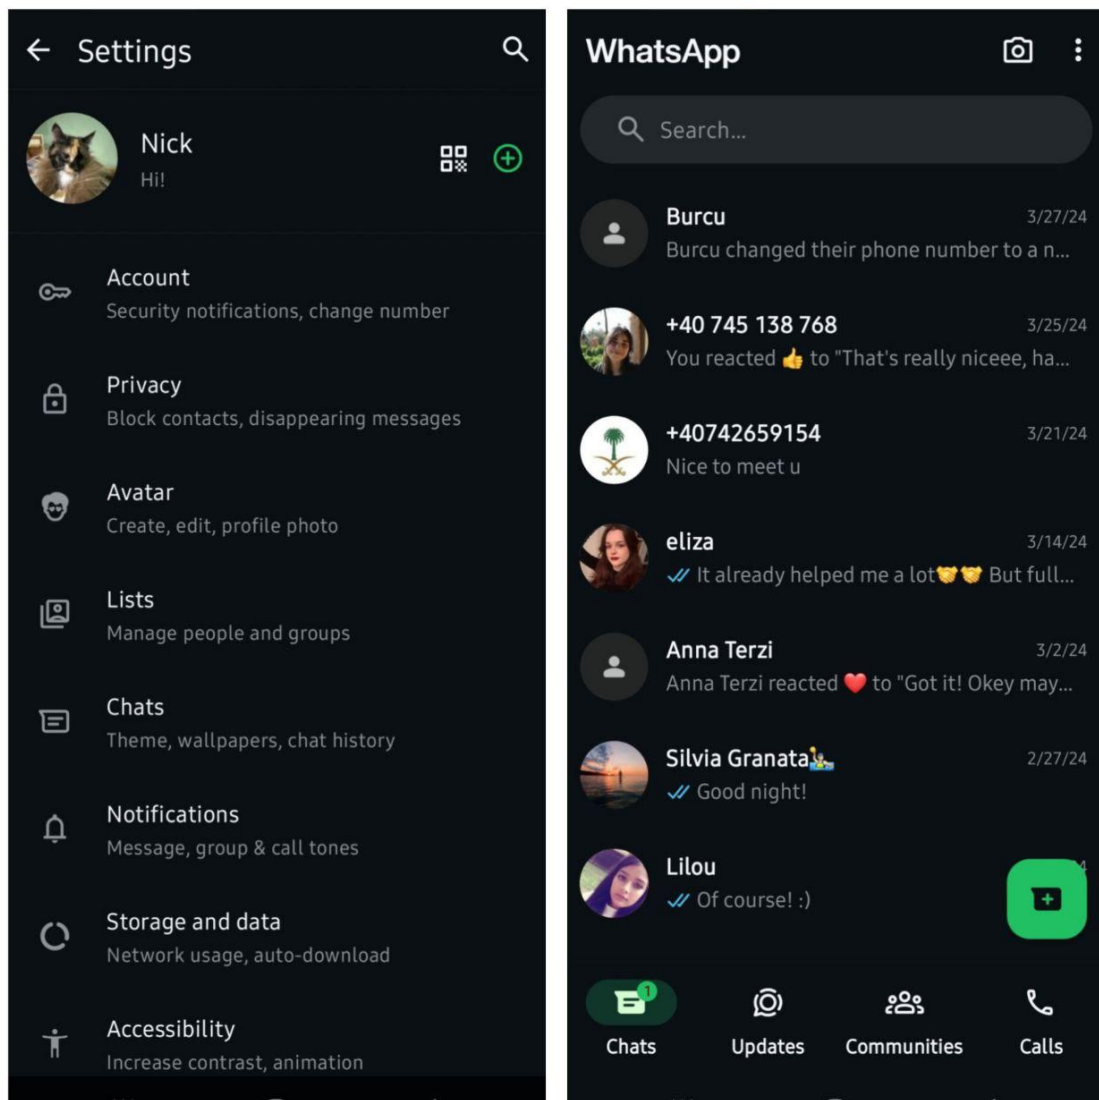 Settings
Nick
Hi!
Account
Security notifications, change number
Privacy
Block contacts, disappearing messages
Avatar
Create, edit, profile photo
Lists
Manage people and groups
Chats
Theme, wallpapers, chat history
Notifications
Message, group & call tones
Storage and data
Network usage, auto-download
Accessibility
Increase contrast, animation
WhatsApp
Search...
Burcu 3/27/24
Burcu changed their phone number to a n...
+40 745 138 768 3/25/24
You reacted 👍 to "That's really niceee, ha...
+40742659154 3/21/24
Nice to meet u
eliza 3/14/24
It already helped me a lot🤝🤝 But full...
Anna Terzi 3/2/24
Anna Terzi reacted ❤️ to "Got it! Okey may...
Silvia Granata🤽🏼‍♂️ 2/27/24
Good night!
Lilou
Of course! :)
1
Chats Updates Communities Calls